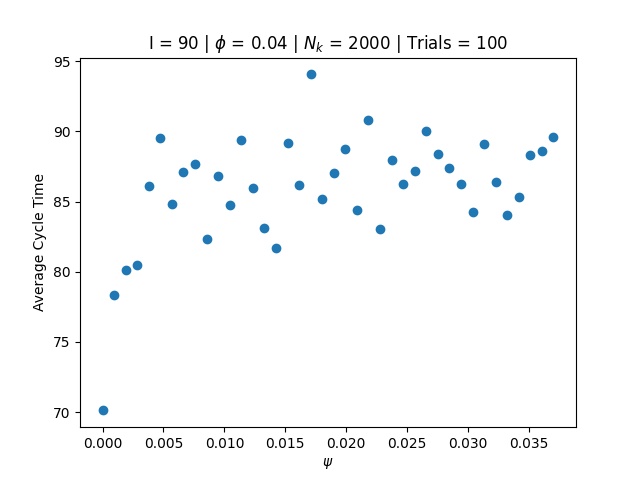 I = 90 | ϕ = 0.04 | Nₖ = 2000 | Trials = 100
Average Cycle Time
95
90
85
80
75
70
0.000 0.005 0.010 0.015 0.020 0.025 0.030 0.035
ψ